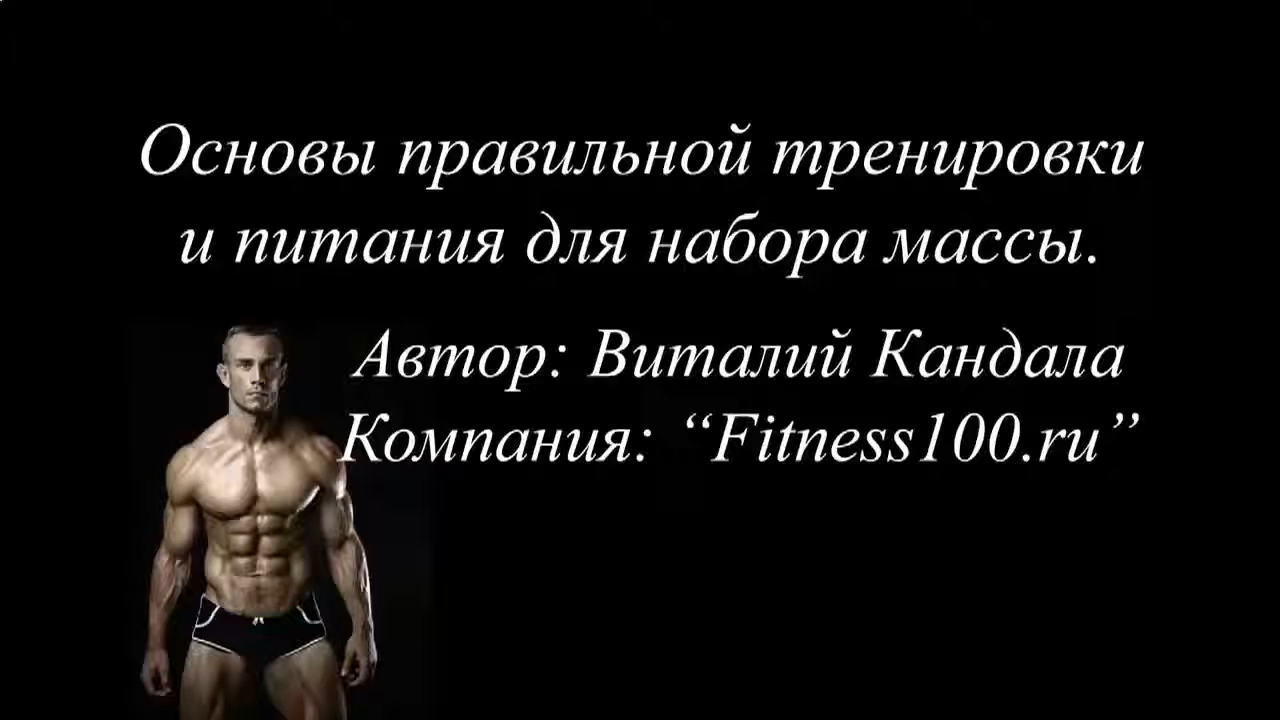 Основы правильной тренировки
и питания для набора массы.
Автор: Виталий Кандала
Компания: “Fitness100.ru”